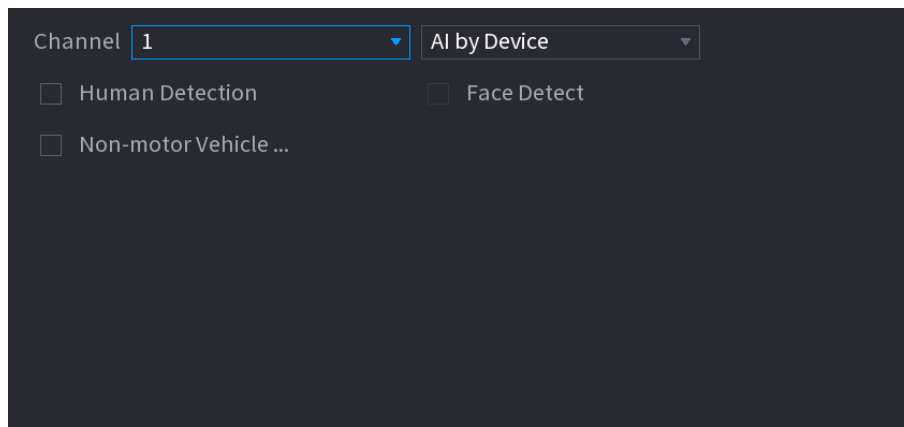 Channel 1 AI by Device
Human Detection Face Detect
Non-motor Vehicle ...